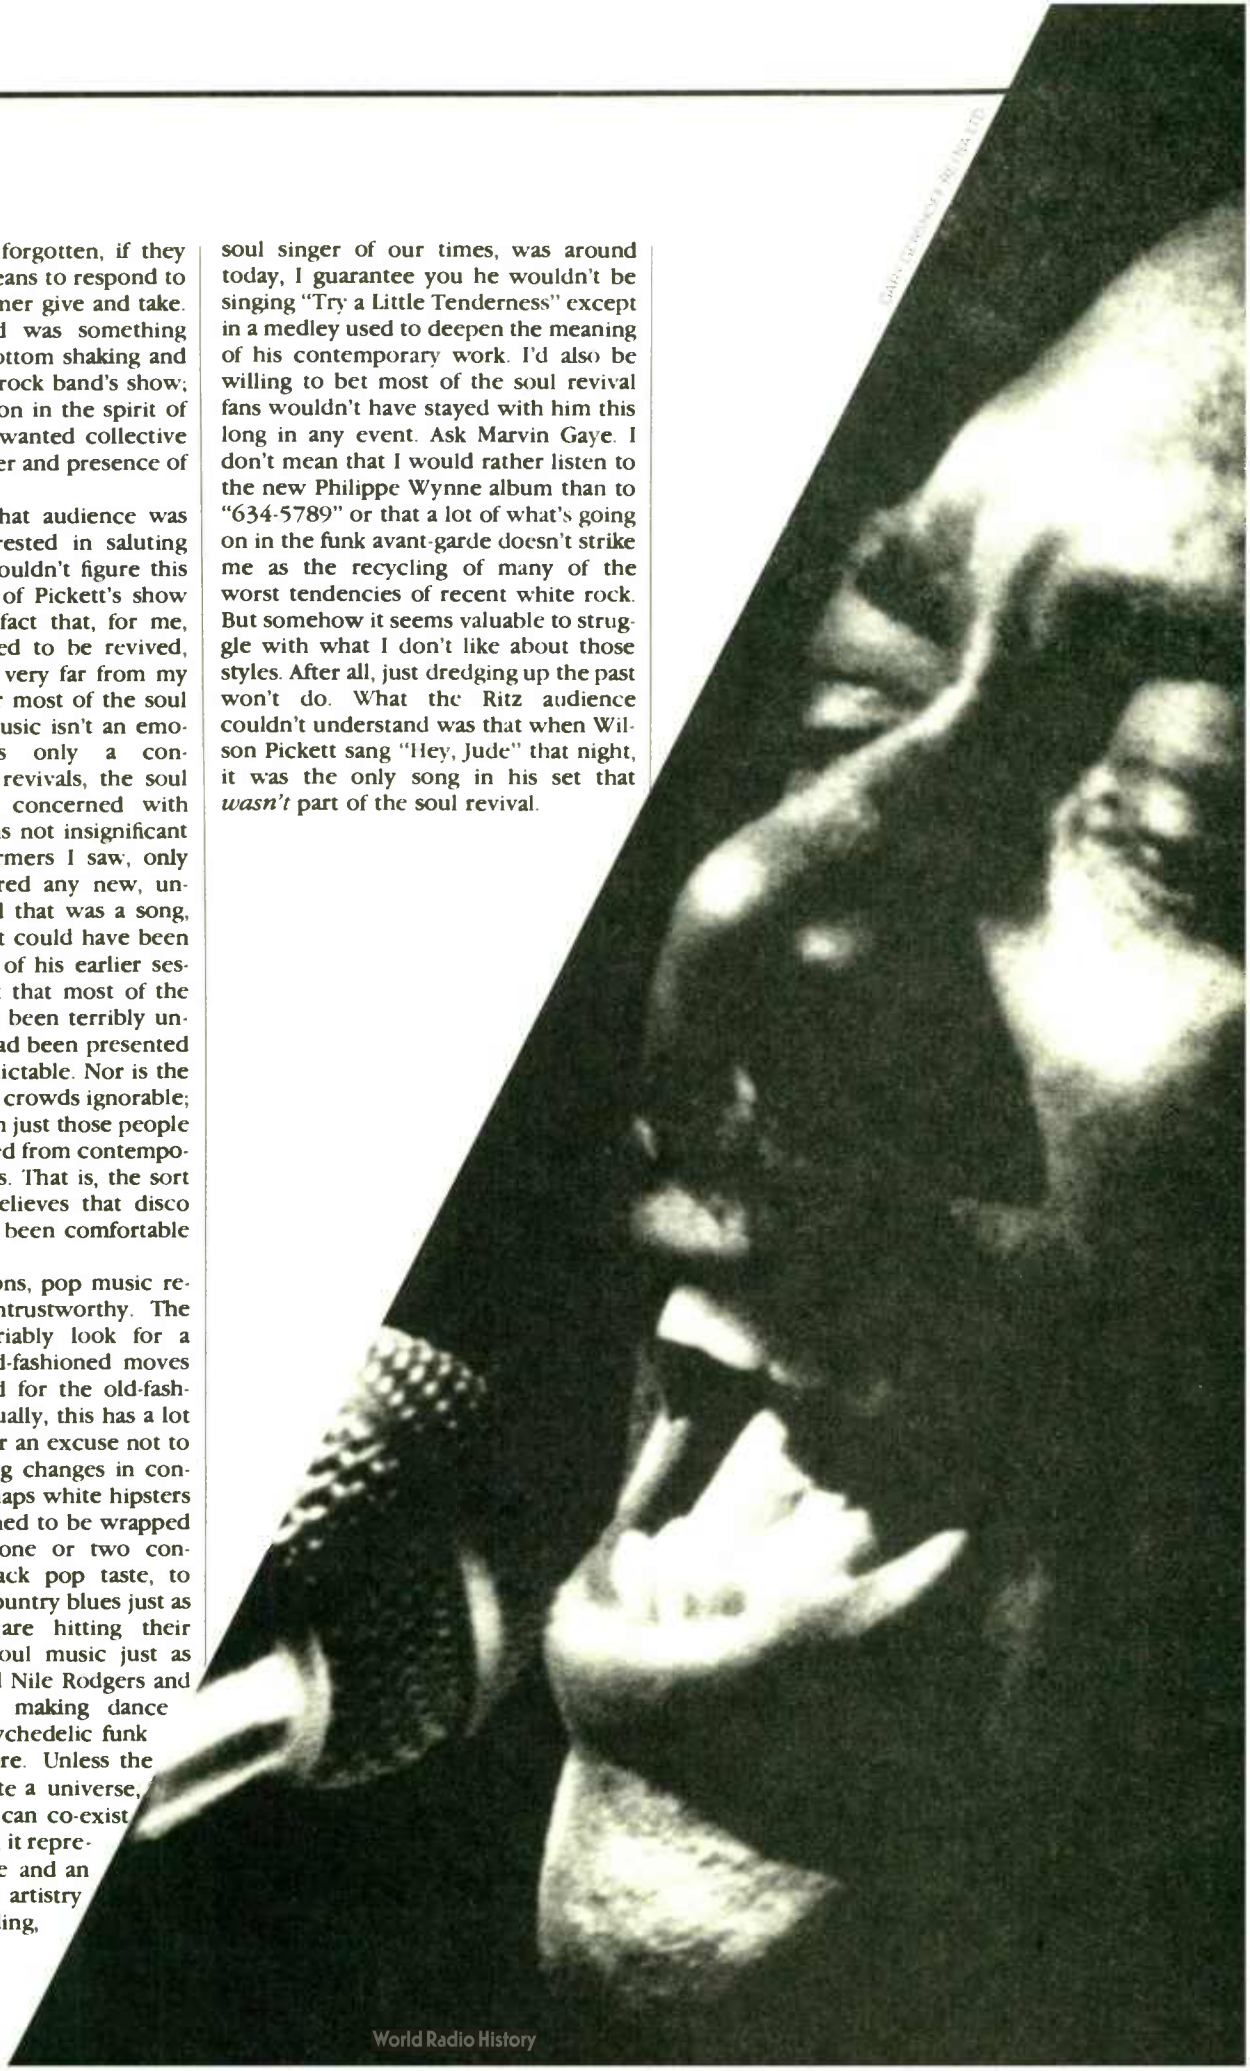 forgotten, if they
eans to respond to
mer give and take.
d was something
ottom shaking and
rock band's show;
on in the spirit of
wanted collective
er and presence of
hat audience was
rested in saluting
ouldn't figure this
of Pickett's show
fact that, for me,
ed to be revived,
very far from my
r most of the soul
usic isn't an emo-
s only a con-
revivals, the soul
concerned with
s not insignificant
rmers I saw, only
red any new, un-
d that was a song,
t could have been
of his earlier ses-
t that most of the
been terribly un-
ad been presented
ictable. Nor is the
crowds ignorable;
n just those people
d from contempo-
s. That is, the sort
elieves that disco
been comfortable
ons, pop music re-
ntrustworthy. The
riably look for a
d-fashioned moves
d for the old-fash-
ually, this has a lot
r an excuse not to
g changes in con-
aps white hipsters
ned to be wrapped
one or two con-
ack pop taste, to
ountry blues just as
are hitting their
oul music just as
d Nile Rodgers and
making dance
ychedelic funk
re. Unless the
te a universe,
can co-exist
it repre-
e and an
artistry
ling,
soul singer of our times, was around
today, I guarantee you he wouldn't be
singing "Try a Little Tenderness" except
in a medley used to deepen the meaning
of his contemporary work. I'd also be
willing to bet most of the soul revival
fans wouldn't have stayed with him this
long in any event. Ask Marvin Gaye. I
don't mean that I would rather listen to
the new Philippe Wynne album than to
"634-5789" or that a lot of what's going
on in the funk avant-garde doesn't strike
me as the recycling of many of the
worst tendencies of recent white rock.
But somehow it seems valuable to strug-
gle with what I don't like about those
styles. After all, just dredging up the past
won't do. What the Ritz audience
couldn't understand was that when Wil-
son Pickett sang "Hey, Jude" that night,
it was the only song in his set that
wasn't part of the soul revival.
GARY GERSHOFF/RETNA LTD
World Radio History